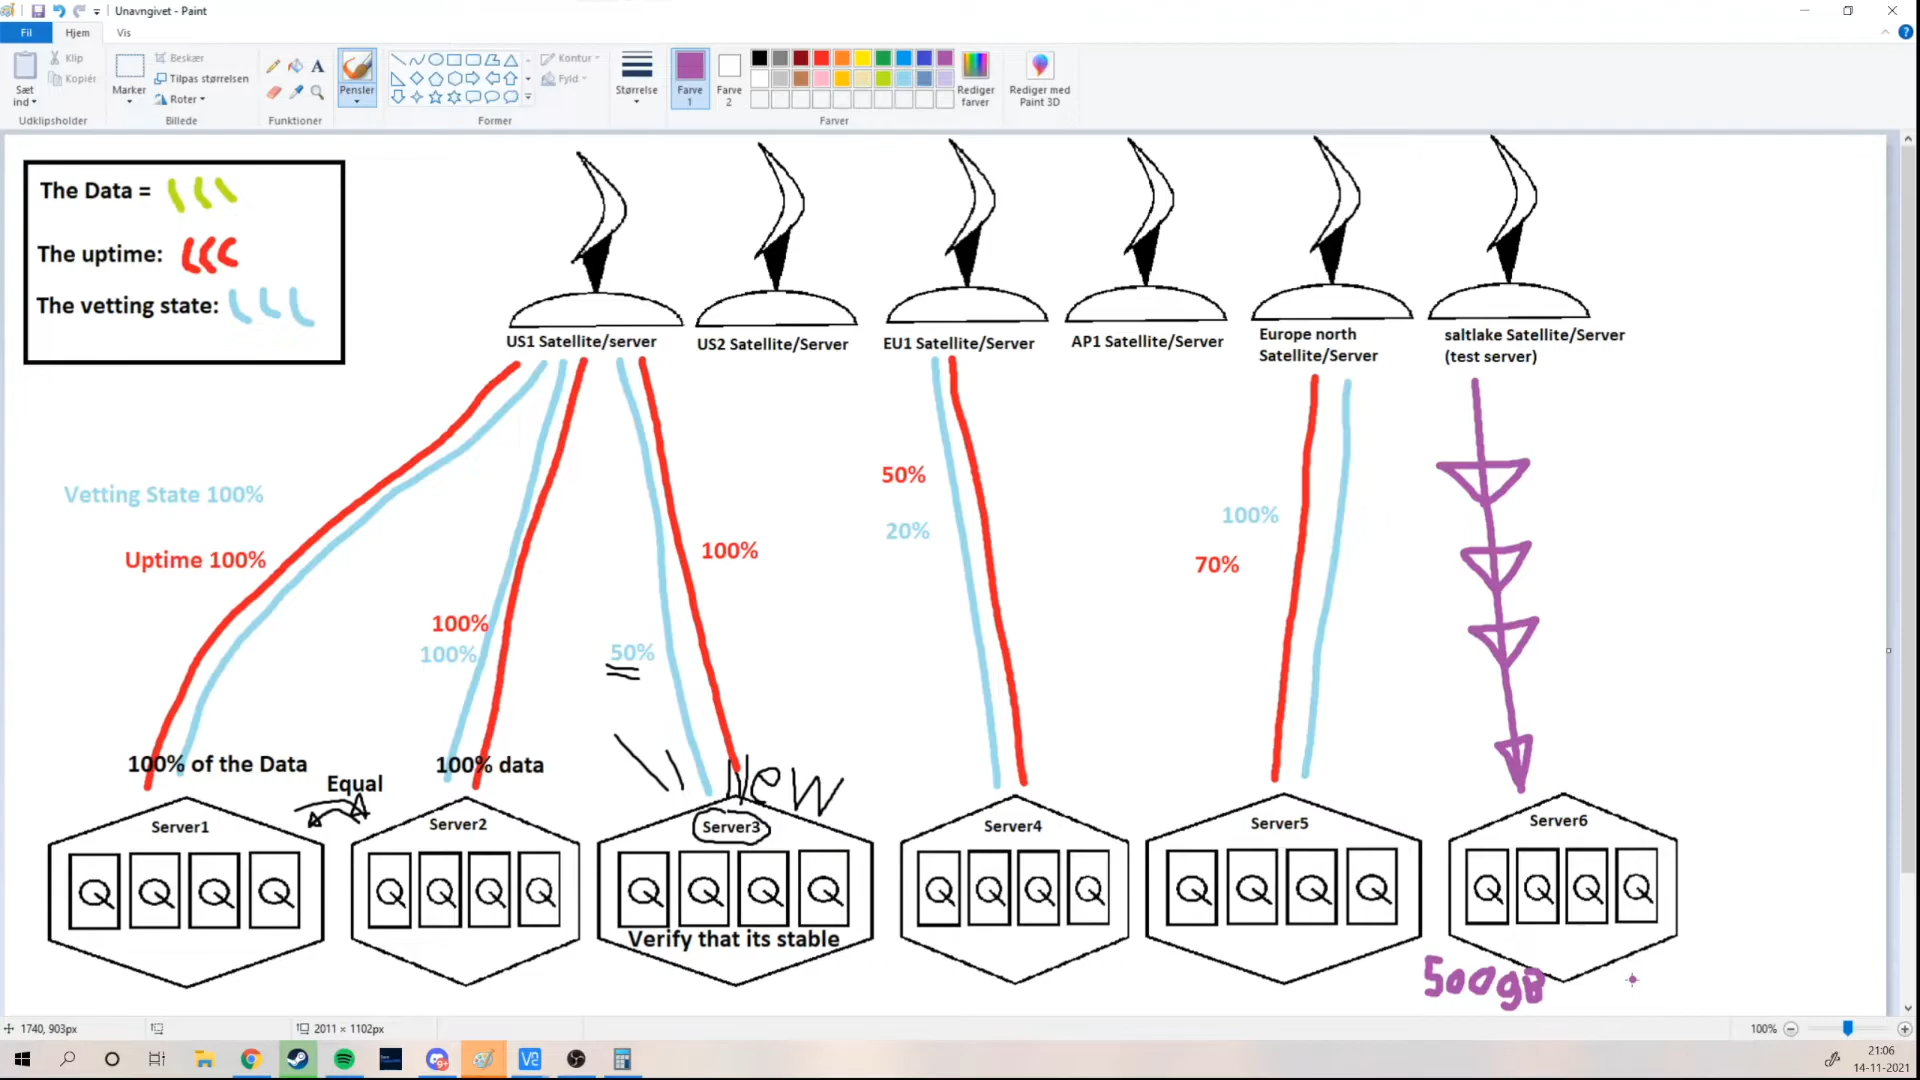 Unavngivet - Paint
Fil
Hjem
Vis
Sæt ind
Klip
Kopiér
Udklipsholder
Marker
Beskær
Tilpas størrelsen
Roter
Billede
A
Funktioner
Pensler
Kontur
Fyld
Former
Størrelse
Farve 1
Farve 2
Rediger farver
Rediger med Paint 3D
Farver
The Data =
The uptime:
The vetting state:
US1 Satellite/server
US2 Satellite/Server
EU1 Satellite/Server
AP1 Satellite/Server
Europe north
Satellite/Server
saltlake Satellite/Server
(test server)
Vetting State 100%
Uptime 100%
100%
100%
50%
100%
50%
20%
100%
70%
100% of the Data
Equal
100% data
New
Server1
Server2
Server3
Server4
Server5
Server6
Verify that its stable
500gB
1740, 903px
2011 × 1102px
100%
V2
21:06
14-11-2021